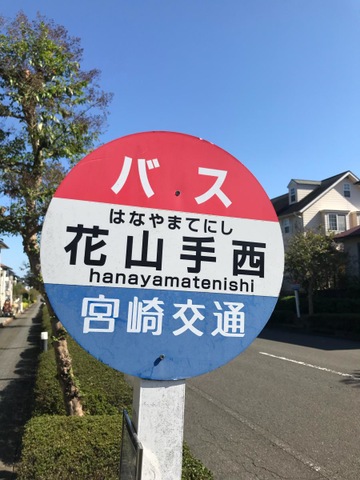 バス
はなやまてにし
花山手西
hanayamatenishi
宮崎交通